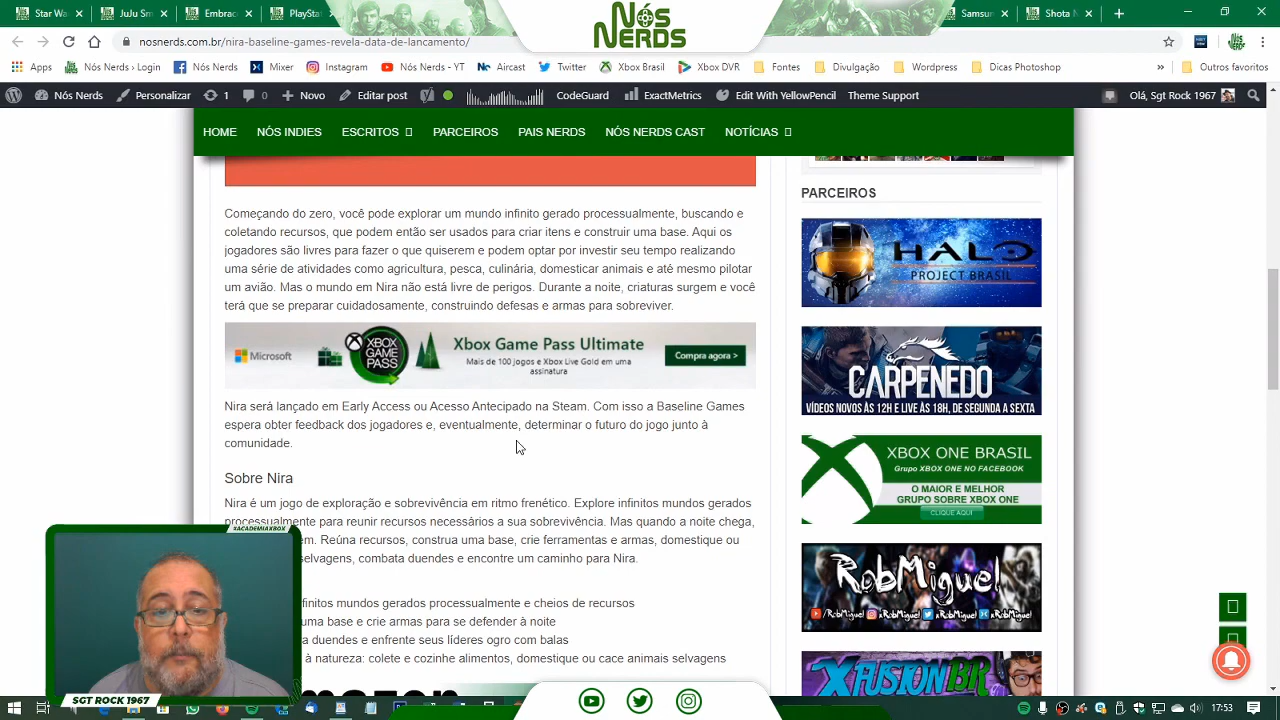 Star Wa
JuJu Sm
Embrac
PlaySta
Nós
NERDS
Samsun
Shota N
nosnerds.com.br/nira-baseline-games-revela-data-de-lancamento/
Apps
Nós Nerds › Login
Nós Nerds
Mixer
Instagram
Nós Nerds - YT
Aircast
Twitter
Xbox Brasil
Xbox DVR
Fontes
Divulgação
Wordpress
Dicas Photoshop
»
Outros favoritos
Nós Nerds
Personalizar
1
0
Novo
Editar post
CodeGuard
ExactMetrics
Edit With YellowPencil
Theme Support
Olá, Sgt Rock 1967
HOME
NÓS INDIES
ESCRITOS
PARCEIROS
PAIS NERDS
NÓS NERDS CAST
NOTÍCIAS
Começando do zero, você pode explorar um mundo infinito gerado processualmente, buscando e
coletando recursos, que podem então ser usados para criar itens e construir uma base. Aqui os
jogadores são livres para fazer o que quiserem e podem optar por investir seu tempo realizando
uma série de atividades como agricultura, pesca, culinária, domesticar animais e até mesmo pilotar
um navio. Mas o mundo em Nira não está livre de perigos. Durante a noite, criaturas surgem e você
terá que se preparar cuidadosamente, construindo defesas e armas para sobreviver.
Microsoft
XBOX
GAME
PASS
Xbox Game Pass Ultimate
Mais de 100 jogos e Xbox Live Gold em uma
assinatura
Compra agora >
Nira será lançado em Early Access ou Acesso Antecipado na Steam. Com isso a Baseline Games
espera obter feedback dos jogadores e, eventualmente, determinar o futuro do jogo junto à
comunidade.
Sobre Nira
Nira é um jogo de exploração e sobrevivência em ritmo frenético. Explore infinitos mundos gerados
processualmente para reunir recursos necessários a sua sobrevivência. Mas quando a noite chega,
em. Reúna recursos, construa uma base, crie ferramentas e armas, domestique ou
selvagens, combata duendes e encontre um caminho para Nira.
finitos mundos gerados processualmente e cheios de recursos
uma base e crie armas para se defender à noite
a duendes e enfrente seus líderes ogro com balas
à natureza: colete e cozinhe alimentos, domestique ou cace animais selvagens
PARCEIROS
HALO
PROJECT BRASIL
CARPENEDO
VÍDEOS NOVOS ÀS 12H E LIVE ÀS 18H, DE SEGUNDA A SEXTA
XBOX ONE BRASIL
Grupo XBOX ONE NO FACEBOOK
O MAIOR E MELHOR
GRUPO SOBRE XBOX ONE
CLIQUE AQUI
RobMiguel
/RobMiguel
xRobMiguel
xRobMiguel
xRobMiguel
XFUSIONBR
#ACADEMIAXBOX
SGT ROCK 1967
17:53